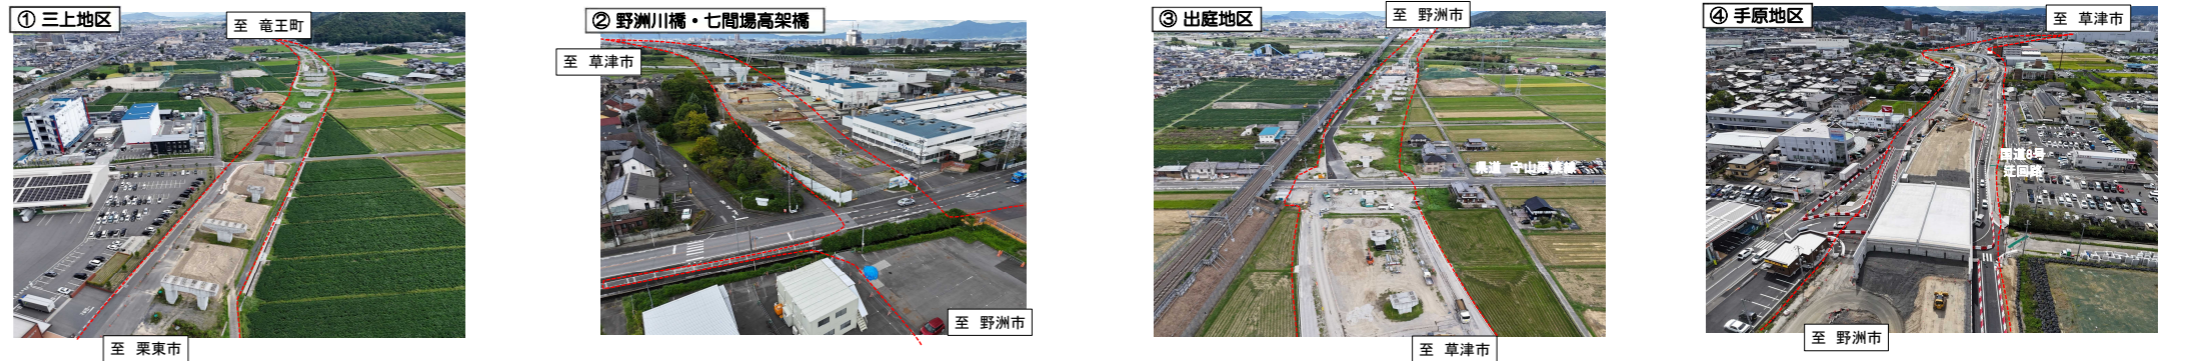 ① 三上地区
至 竜王町
至 栗東市
② 野洲川橋・七間場高架橋
至 草津市
至 野洲市
③ 出庭地区
至 野洲市
県道 守山栗東線
至 草津市
④ 手原地区
至 草津市
国道8号
迂回路
至 野洲市